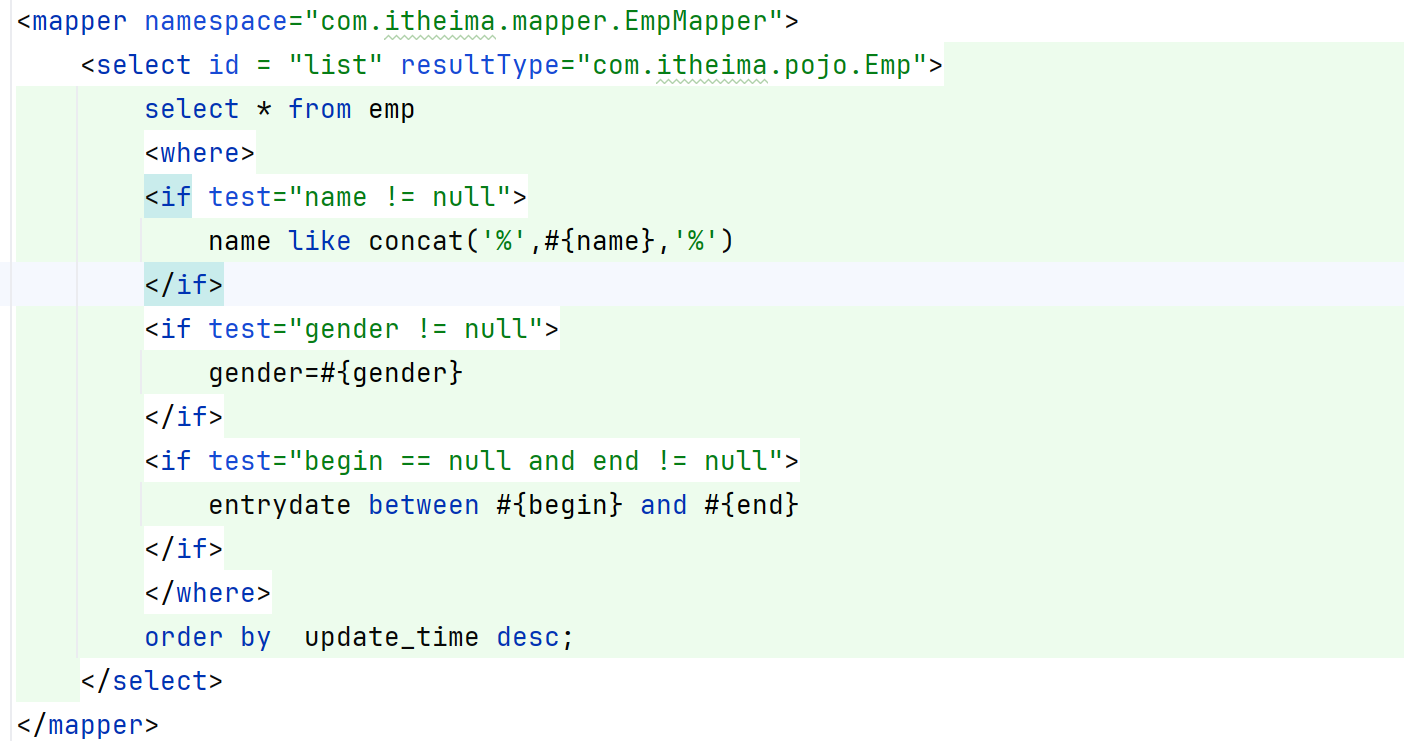 <mapper namespace="com.itheima.mapper.EmpMapper">
    <select id = "list" resultType="com.itheima.pojo.Emp">
        select * from emp
        <where>
        <if test="name != null">
            name like concat('%',#{name},'%')
        </if>
        <if test="gender != null">
            gender=#{gender}
        </if>
        <if test="begin == null and end != null">
            entrydate between #{begin} and #{end}
        </if>
        </where>
        order by  update_time desc;
    </select>
</mapper>